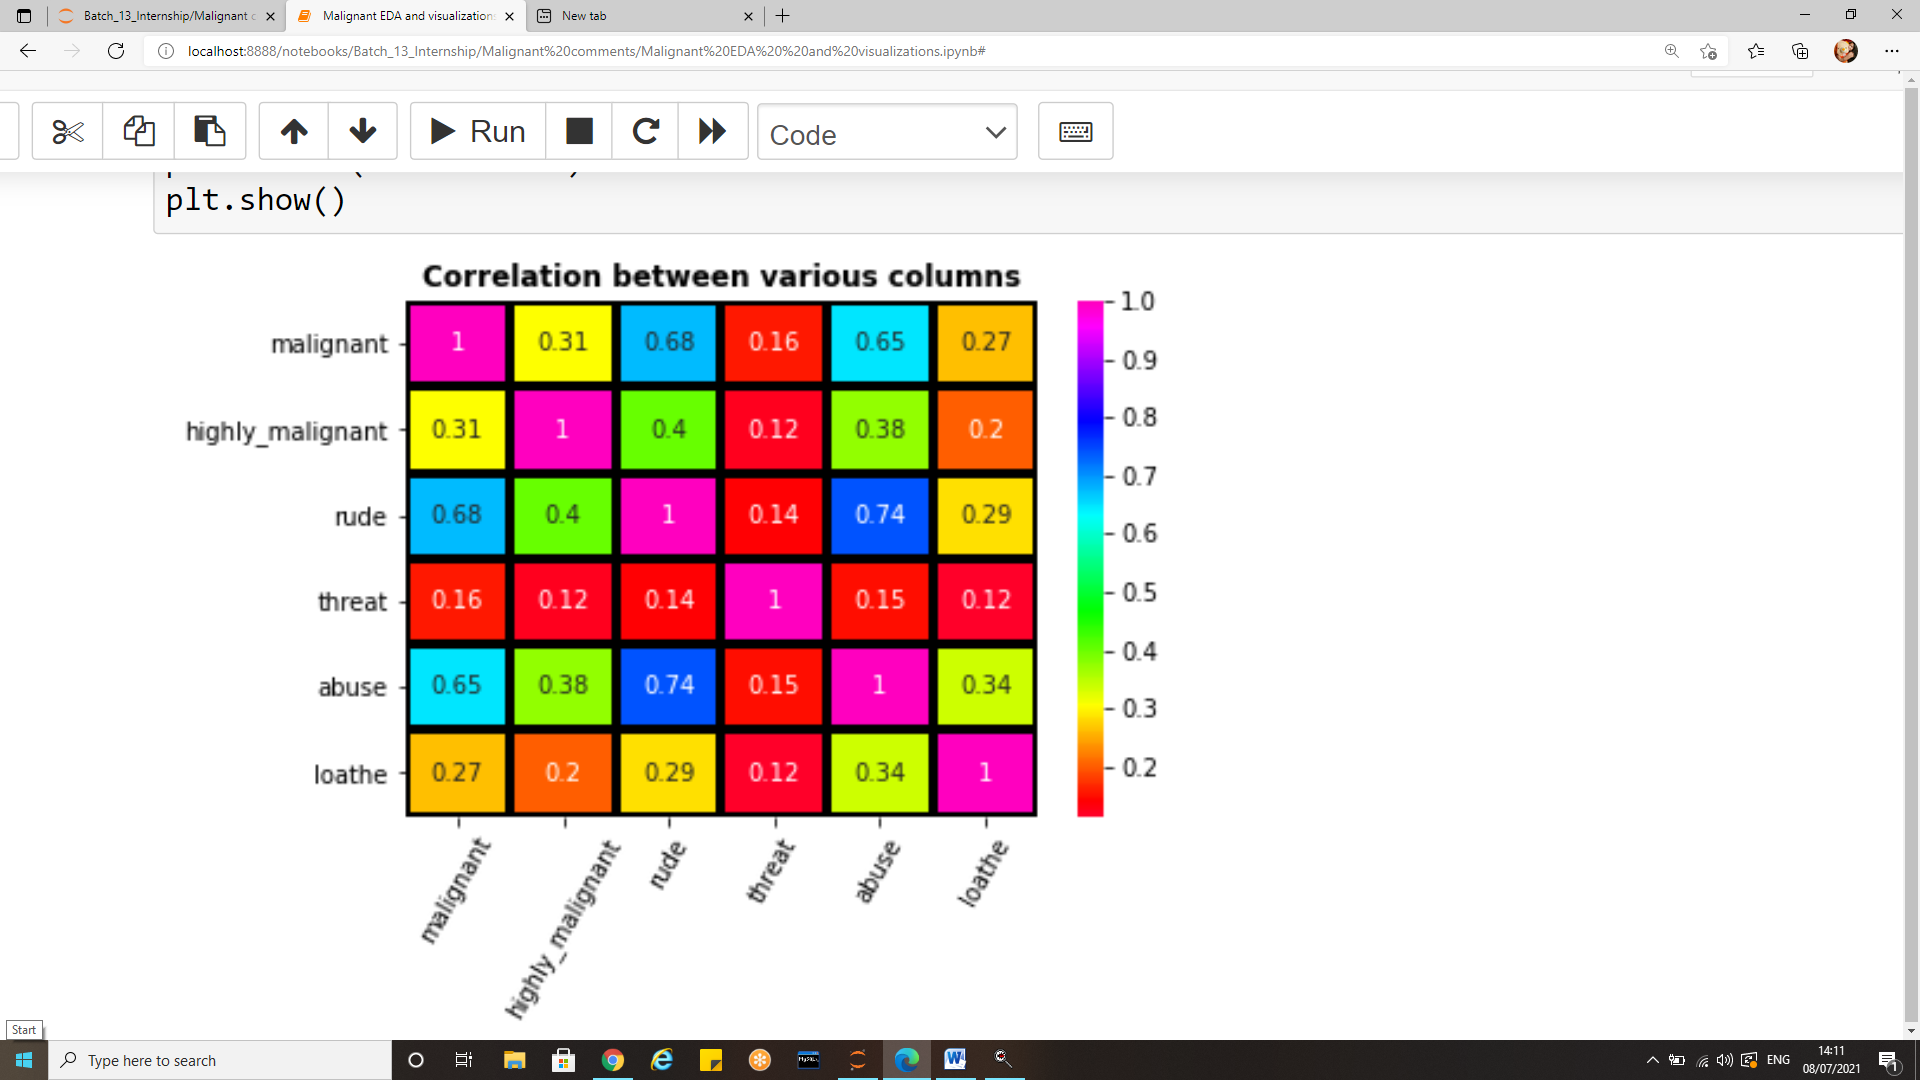 Batch_13_Internship/Malignant c
Malignant EDA and visualization
New tab
localhost:8888/notebooks/Batch_13_Internship/Malignant%20comments/Malignant%20EDA%20%20and%20visualizations.ipynb#
Run
Code
plt.show()
Correlation between various columns
malignant 1 0.31 0.68 0.16 0.65 0.27
highly_malignant 0.31 1 0.4 0.12 0.38 0.2
rude 0.68 0.4 1 0.14 0.74 0.29
threat 0.16 0.12 0.14 1 0.15 0.12
abuse 0.65 0.38 0.74 0.15 1 0.34
loathe 0.27 0.2 0.29 0.12 0.34 1
malignant highly_malignant rude threat abuse loathe
1.0
0.9
0.8
0.7
0.6
0.5
0.4
0.3
0.2
Start
Type here to search
MySQL
ENG
14:11
08/07/2021
1